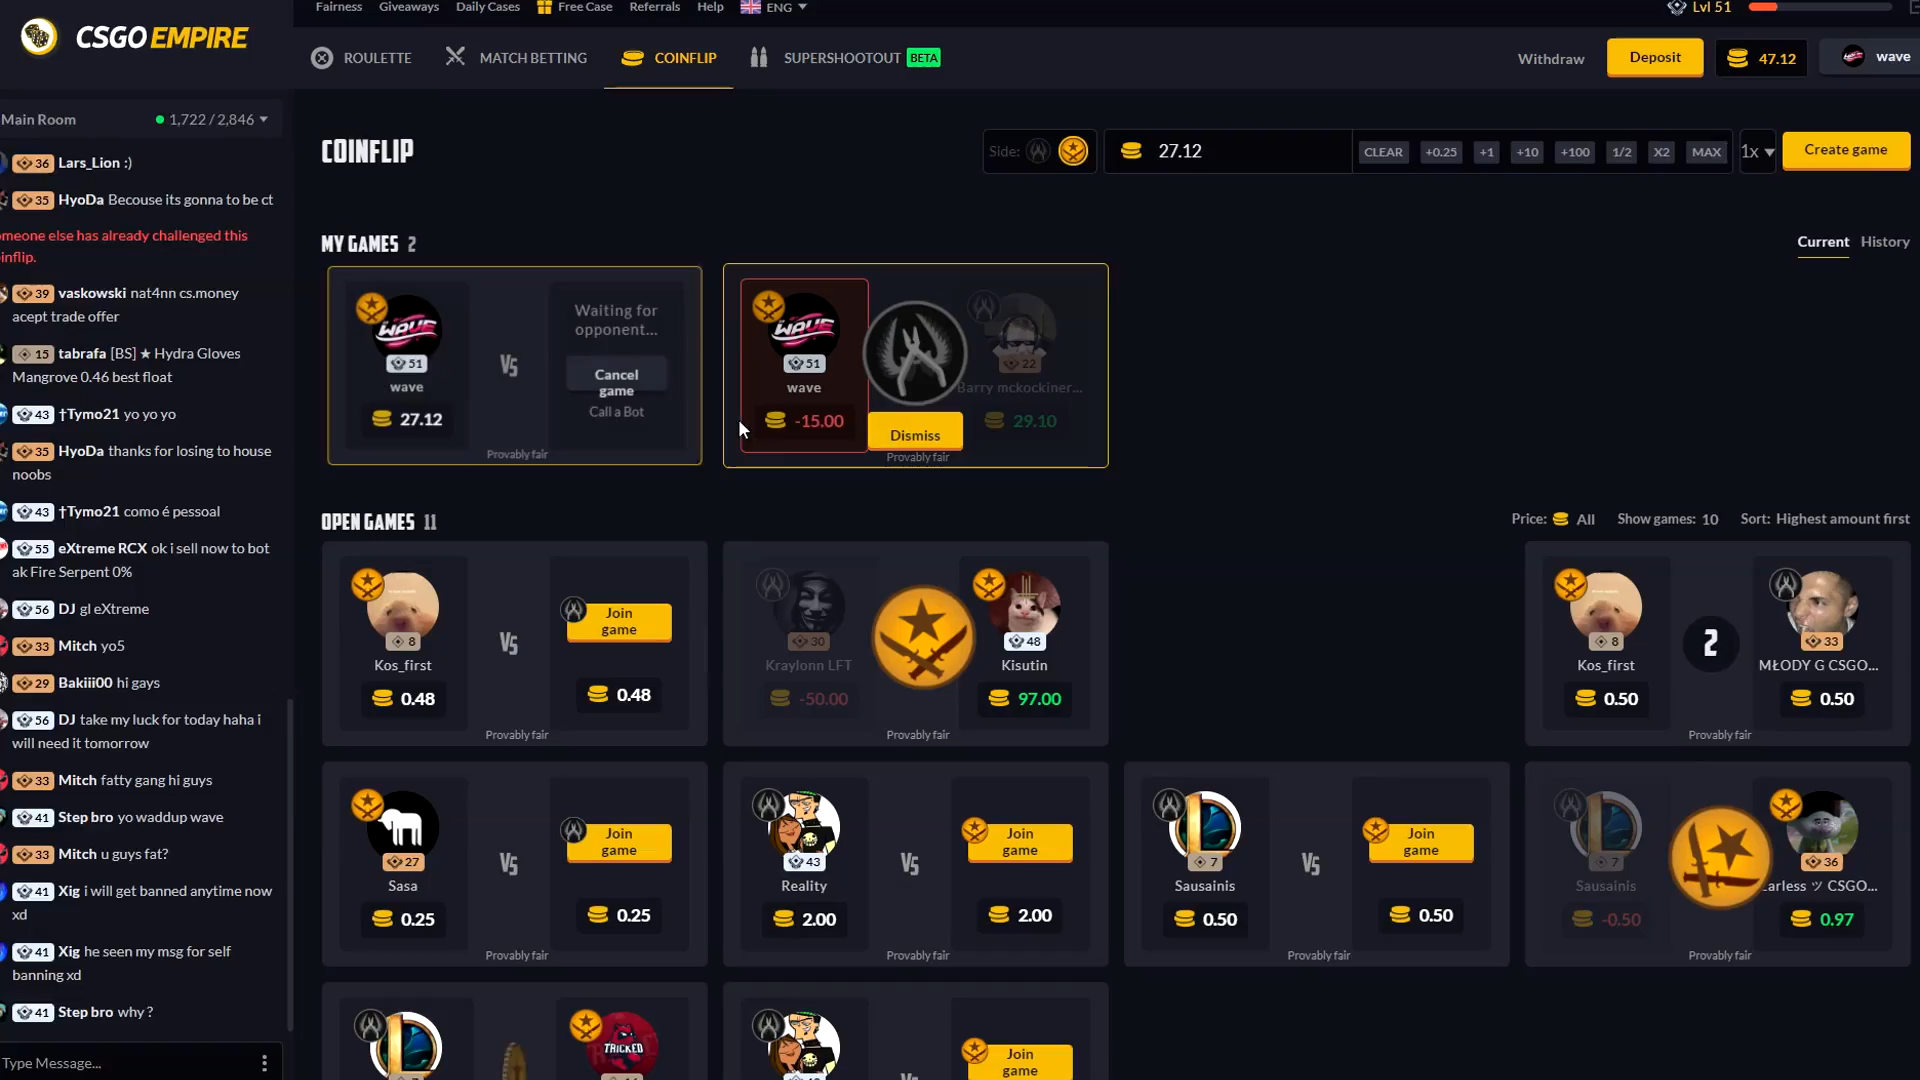 Fairness Giveaways Daily Cases Free Case Referrals Help ENG
Lvl 51
CSGOEMPIRE
ROULETTE MATCH BETTING COINFLIP SUPERSHOOTOUT BETA
Withdraw Deposit 47.12 wave
Main Room 1,722 / 2,846
36 Lars_Lion :)
35 HyoDa Becouse its gonna to be ct
meone else has already challenged this
inflip.
39 vaskowski nat4nn cs.money
acept trade offer
15 tabrafa [BS] ★ Hydra Gloves
Mangrove 0.46 best float
43 †Tymo21 yo yo yo
35 HyoDa thanks for losing to house
noobs
43 †Tymo21 como é pessoal
55 eXtreme RCX ok i sell now to bot
ak Fire Serpent 0%
56 DJ gl eXtreme
33 Mitch yo5
29 Bakiii00 hi gays
56 DJ take my luck for today haha i
will need it tomorrow
33 Mitch fatty gang hi guys
41 Step bro yo waddup wave
33 Mitch u guys fat?
41 Xig i will get banned anytime now
xd
41 Xig he seen my msg for self
banning xd
41 Step bro why ?
Type Message...
COINFLIP
Side: 27.12 CLEAR +0.25 +1 +10 +100 1/2 X2 MAX 1x Create game
MY GAMES 2
Current History
WAVE
51
wave
27.12
VS
Waiting for
opponent...
Cancel
game
Call a Bot
Provably fair
WAVE
51
wave
-15.00
Dismiss
22
Barry mckockiner...
29.10
Provably fair
OPEN GAMES 11
Price: All Show games: 10 Sort: Highest amount first
8
Kos_first
0.48
VS
Join
game
0.48
Provably fair
30
Kraylonn LFT
-50.00
48
Kisutin
97.00
Provably fair
8
Kos_first
0.50
2
33
MŁODY G CSGO...
0.50
Provably fair
27
Sasa
0.25
VS
Join
game
0.25
Provably fair
43
Reality
2.00
VS
Join
game
2.00
Provably fair
7
Sausainis
0.50
VS
Join
game
0.50
Provably fair
7
Sausainis
-0.50
36
arless ツ CSGO...
0.97
Provably fair
TRICKED
Join
game